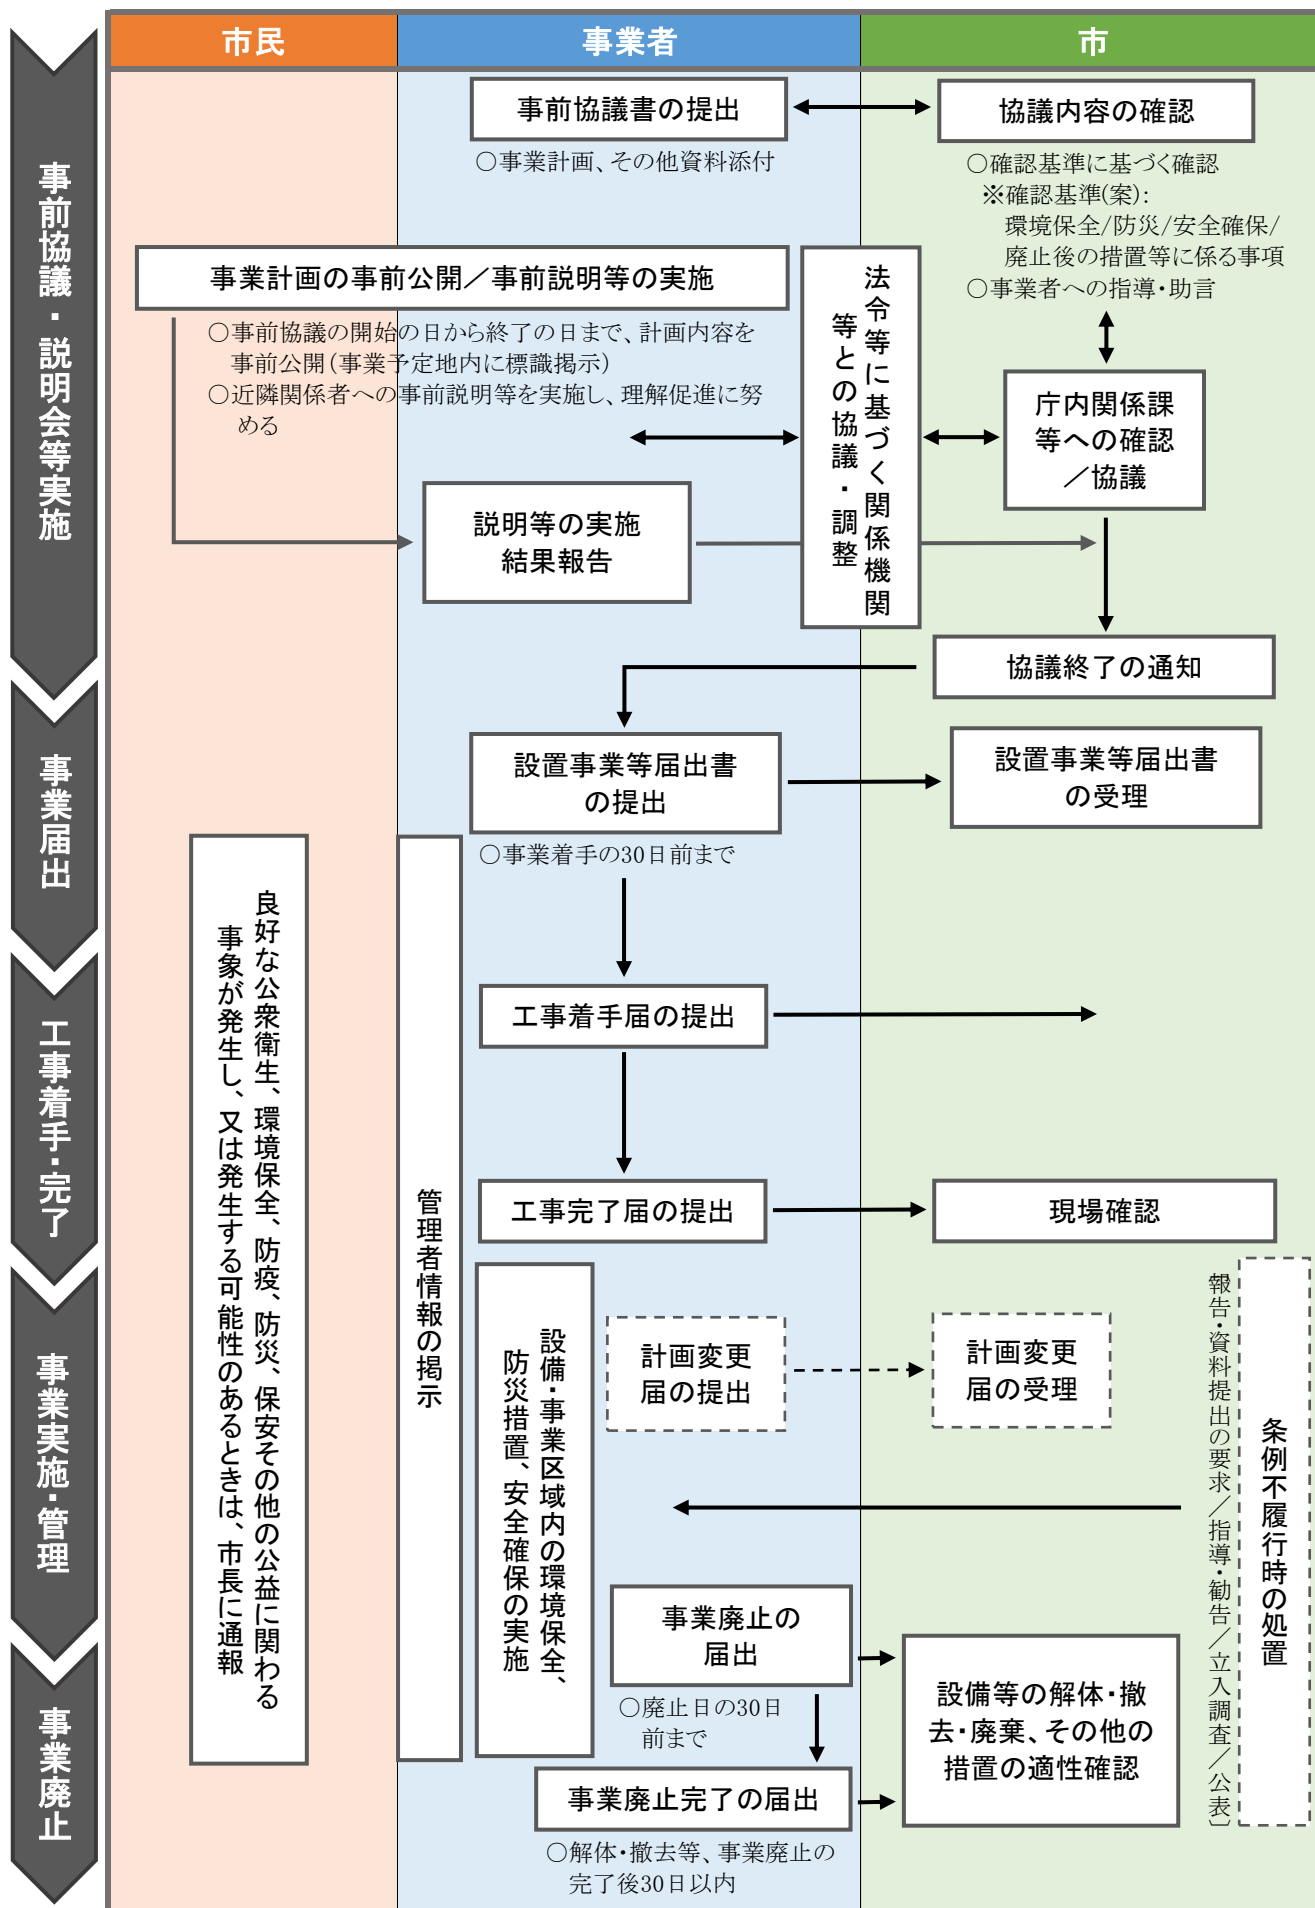 市民
事業者
市
事前協議・説明会等実施
事前協議書の提出
○事業計画、その他資料添付
協議内容の確認
○確認基準に基づく確認
※確認基準(案):
環境保全/防災/安全確保/
廃止後の措置等に係る事項
○事業者への指導・助言
事業計画の事前公開／事前説明等の実施
○事前協議の開始の日から終了の日まで、計画内容を
事前公開(事業予定地内に標識掲示)
○近隣関係者への事前説明等を実施し、理解促進に努
める
法令等に基づく関係機関
等との協議・調整
庁内関係課
等への確認
／協議
説明等の実施
結果報告
協議終了の通知
事業届出
設置事業等届出書
の提出
○事業着手の30日前まで
設置事業等届出書
の受理
良好な公衆衛生、環境保全、防疫、防災、保安その他の公益に関わる
事象が発生し、又は発生する可能性のあるときは、市長に通報
管理者情報の掲示
工事着手・完了
工事着手届の提出
工事完了届の提出
現場確認
事業実施・管理
設備・事業区域内の環境保全、
防災措置、安全確保の実施
計画変更
届の提出
計画変更
届の受理
条例不履行時の処置
〔報告・資料提出の要求／指導・勧告／立入調査／公表〕
事業廃止
事業廃止の
届出
○廃止日の30日
前まで
設備等の解体・撤
去・廃棄、その他の
措置の適性確認
事業廃止完了の届出
○解体・撤去等、事業廃止の
完了後30日以内